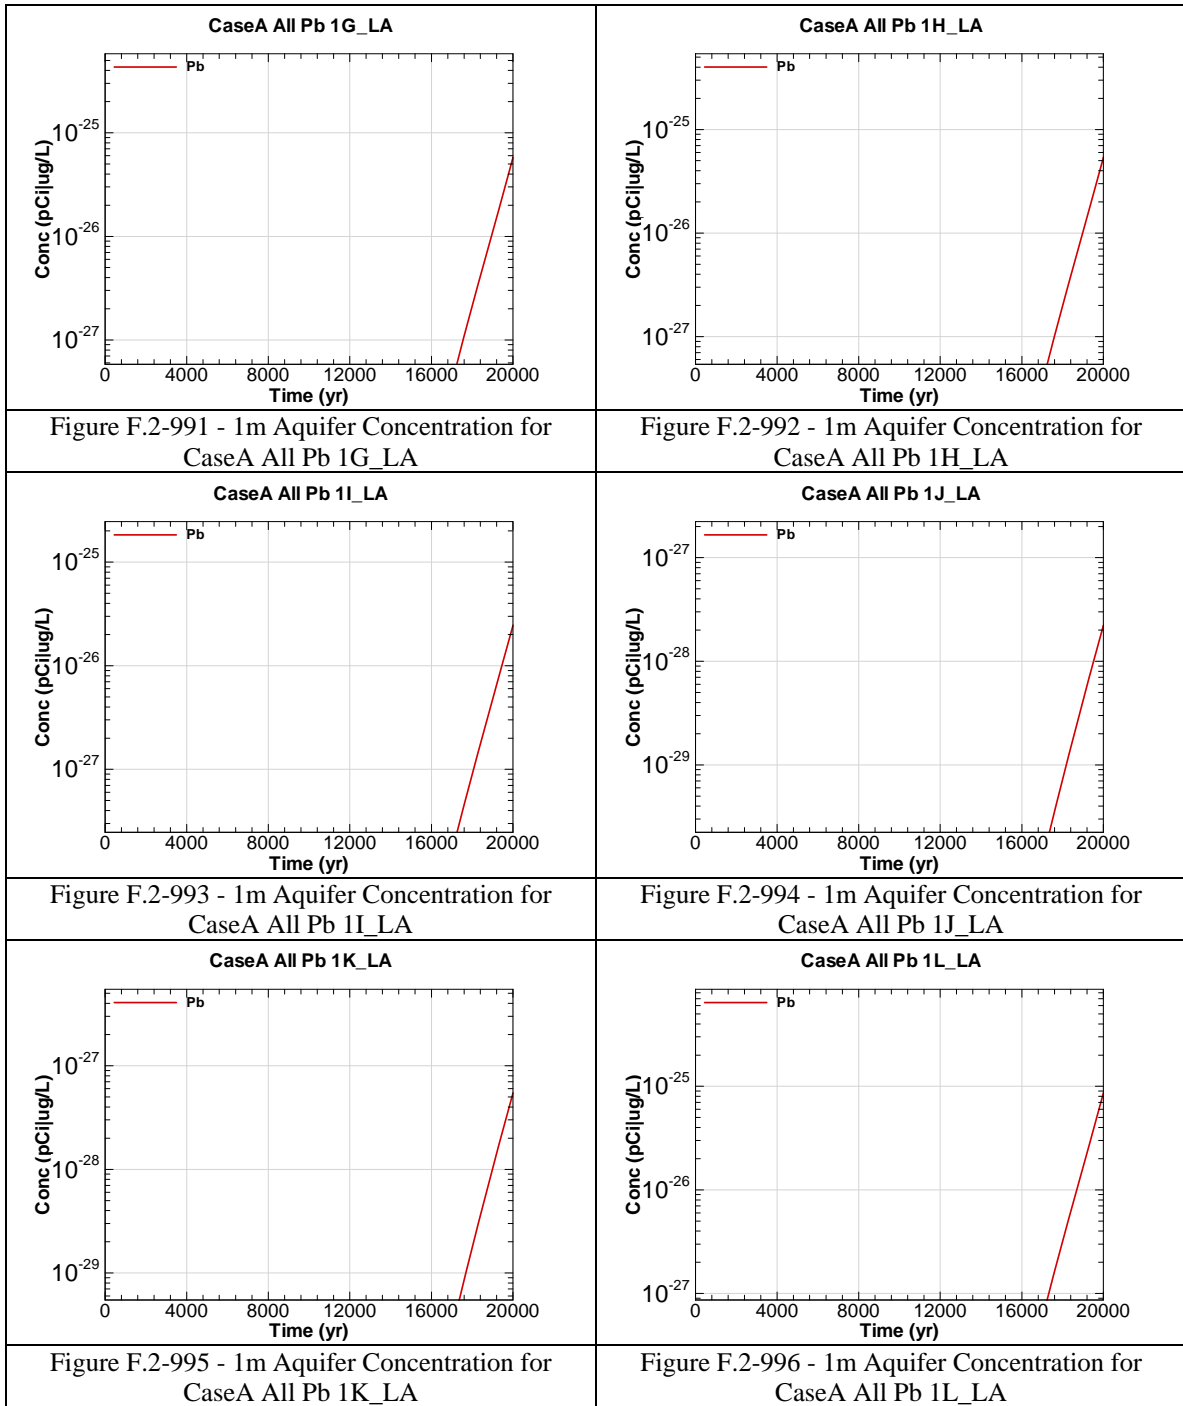 CaseA All Pb 1G_LA
Pb
Conc (pCi|ug/L)
10-25
10-26
10-27
0 4000 8000 12000 16000 20000
Time (yr)
Figure F.2-991 - 1m Aquifer Concentration for
CaseA All Pb 1G_LA
CaseA All Pb 1H_LA
Pb
Conc (pCi|ug/L)
10-25
10-26
10-27
0 4000 8000 12000 16000 20000
Time (yr)
Figure F.2-992 - 1m Aquifer Concentration for
CaseA All Pb 1H_LA
CaseA All Pb 1I_LA
Pb
Conc (pCi|ug/L)
10-25
10-26
10-27
0 4000 8000 12000 16000 20000
Time (yr)
Figure F.2-993 - 1m Aquifer Concentration for
CaseA All Pb 1I_LA
CaseA All Pb 1J_LA
Pb
Conc (pCi|ug/L)
10-27
10-28
10-29
0 4000 8000 12000 16000 20000
Time (yr)
Figure F.2-994 - 1m Aquifer Concentration for
CaseA All Pb 1J_LA
CaseA All Pb 1K_LA
Pb
Conc (pCi|ug/L)
10-27
10-28
10-29
0 4000 8000 12000 16000 20000
Time (yr)
Figure F.2-995 - 1m Aquifer Concentration for
CaseA All Pb 1K_LA
CaseA All Pb 1L_LA
Pb
Conc (pCi|ug/L)
10-25
10-26
10-27
0 4000 8000 12000 16000 20000
Time (yr)
Figure F.2-996 - 1m Aquifer Concentration for
CaseA All Pb 1L_LA